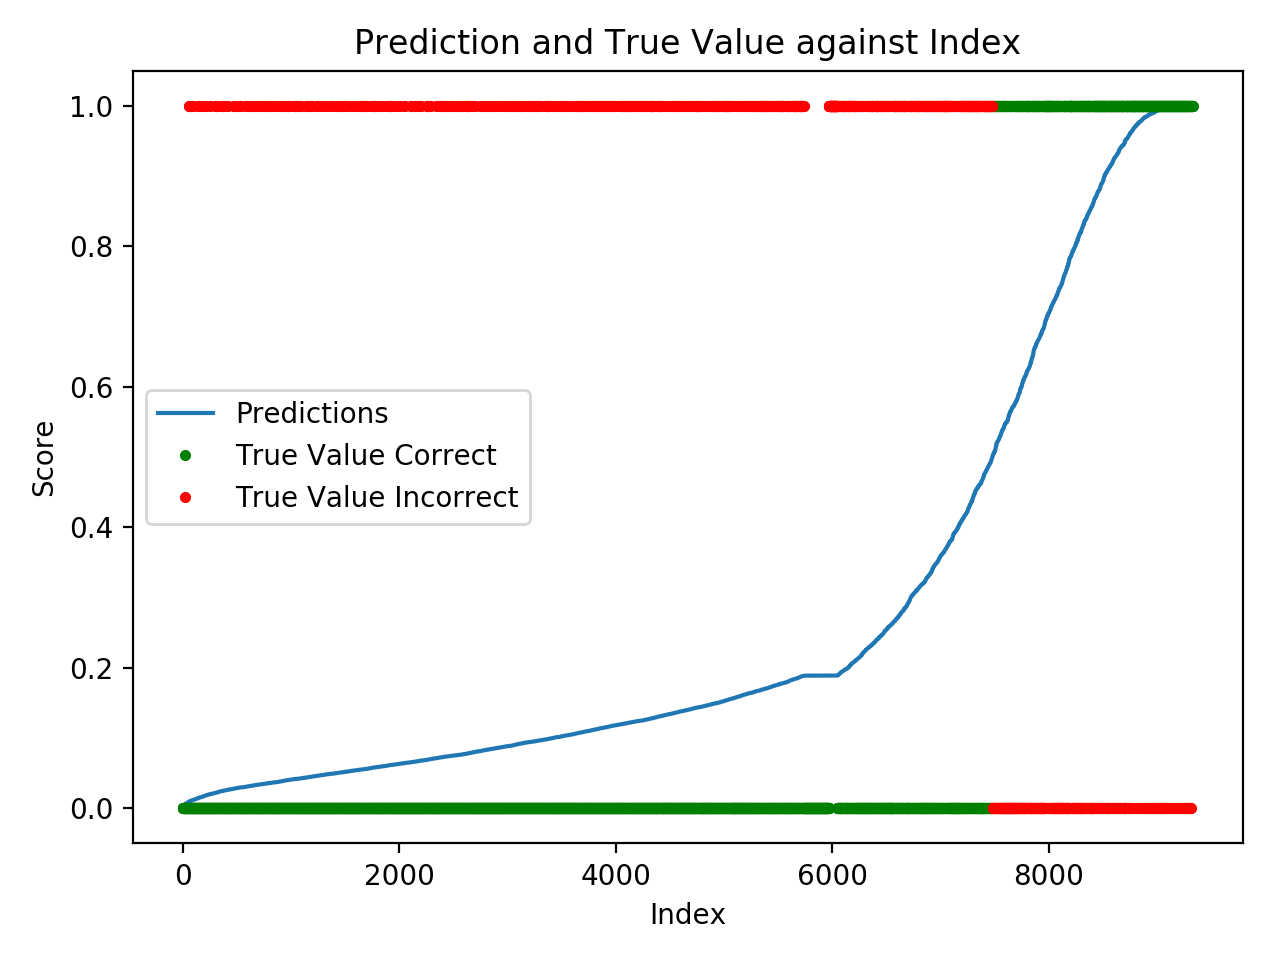 Prediction and True Value against Index
1.0
0.8
0.6
0.4
0.2
0.0
Score
Predictions
True Value Correct
True Value Incorrect
0 2000 4000 6000 8000
Index